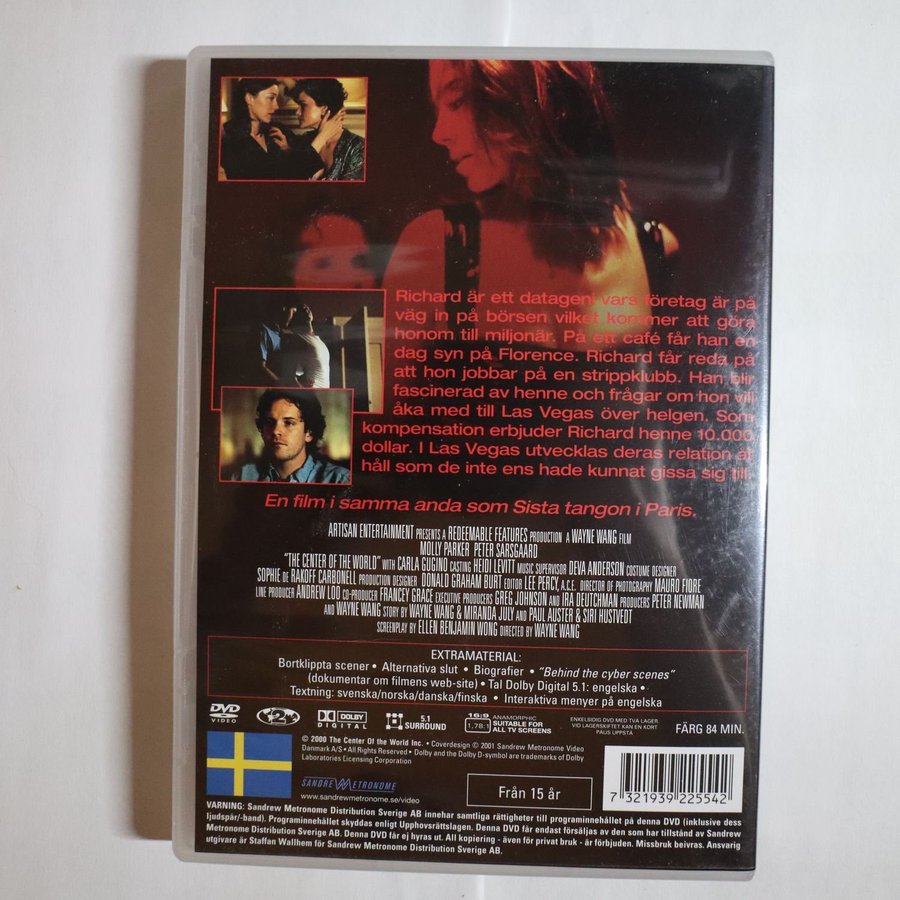 Richard är ett datageni vars företag är på
väg in på börsen vilket kommer att göra
honom till miljonär. På ett café får han en
dag syn på Florence. Richard får reda på
att hon jobbar på en strippklubb. Han blir
fascinerad av henne och frågar om hon vill
åka med till Las Vegas över helgen. Som
kompensation erbjuder Richard henne 10.000
dollar. I Las Vegas utvecklas deras relation åt
håll som de inte ens hade kunnat gissa sig till.
En film i samma anda som Sista tangon i Paris.
ARTISAN ENTERTAINMENT PRESENTS A REDEEMABLE FEATURES PRODUCTION A WAYNE WANG FILM
MOLLY PARKER PETER SARSGAARD
"THE CENTER OF THE WORLD" WITH CARLA GUGINO CASTING HEIDI LEVITT MUSIC SUPERVISOR DEVA ANDERSON COSTUME DESIGNER
SOPHIE DE RAKOFF CARBONELL PRODUCTION DESIGNER DONALD GRAHAM BURT EDITOR LEE PERCY, A.C.E. DIRECTOR OF PHOTOGRAPHY MAURO FIORE
LINE PRODUCER ANDREW LOO CO-PRODUCER FRANCEY GRACE EXECUTIVE PRODUCERS GREG JOHNSON AND IRA DEUTCHMAN PRODUCERS PETER NEWMAN
AND WAYNE WANG STORY BY WAYNE WANG & MIRANDA JULY AND PAUL AUSTER & SIRI HUSTVEDT
SCREENPLAY BY ELLEN BENJAMIN WONG DIRECTED BY WAYNE WANG
EXTRAMATERIAL:
Bortklippta scener • Alternativa slut • Biografier • "Behind the cyber scenes"
(dokumentar om filmens web-site) • Tal Dolby Digital 5.1: engelska •
Textning: svenska/norska/danska/finska • Interaktiva menyer på engelska
DVD VIDEO
2
DOLBY DIGITAL
5.1 SURROUND
16:9 1,78:1 ANAMORPHIC SUITABLE FOR ALL TV SCREENS
ENKELSIDIG DVD MED TVÅ LAGER.
VID LAGERSKIFTET KAN EN KORT
PAUS UPPSTÅ
FÄRG 84 MIN.
© 2000 The Center Of the World Inc. • Coverdesign © 2001 Sandrew Metronome Video
Danmark A/S • All Rights Reserved • Dolby and the Dolby D-symbol are trademarks of Dolby
Laboratories Licensing Corporation
SANDREW METRONOME
www.sandrewmetronome.se/video
Från 15 år
7 321939 225542
VARNING: Sandrew Metronome Distribution Sverige AB innehar samtliga rättigheter till programinnehållet på denna DVD (inklusive dess
ljudspår/-band). Programinnehållet skyddas enligt Upphovsrättslagen. Denna DVD får endast försäljas av den som har tillstånd av Sandrew
Metronome Distribution Sverige AB. Denna DVD får ej hyras ut. All kopiering - även för privat bruk - är förbjuden. Missbruk beivras. Ansvarig
utgivare är Staffan Wallhem för Sandrew Metronome Distribution Sverige AB.